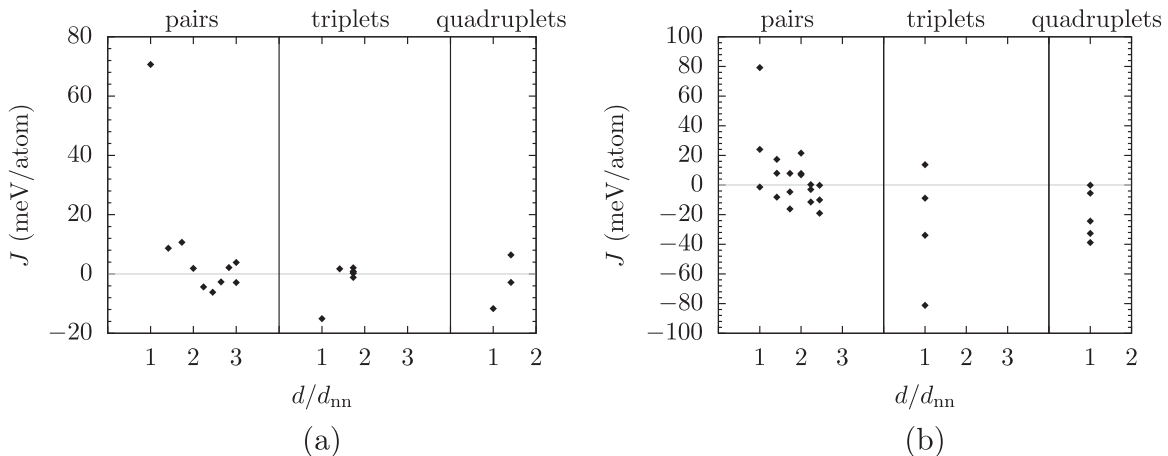 pairs triplets quadruplets
80
60
40
20
0
−20
J (meV/atom)
1 2 3 1 2 3 1 2
d/dnn
(a)
pairs triplets quadruplets
100
80
60
40
20
0
−20
−40
−60
−80
−100
J (meV/atom)
1 2 3 1 2 3 1 2
d/dnn
(b)